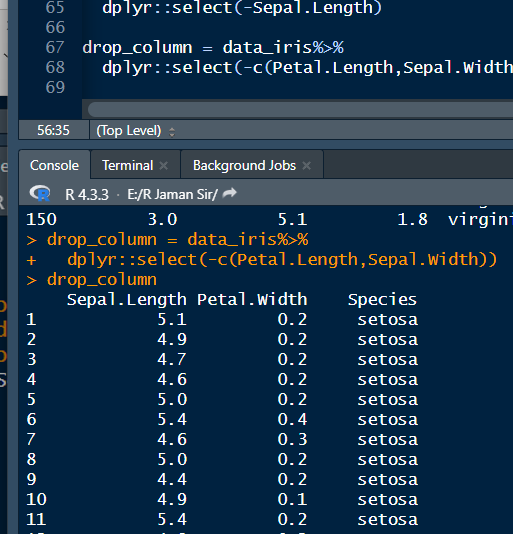 65 dplyr::select(-Sepal.Length)
66
67 drop_column = data_iris%>%
68 dplyr::select(-c(Petal.Length,Sepal.Width
69
56:35 (Top Level)
Console Terminal × Background Jobs ×
R R 4.3.3 · E:/R Jaman Sir/
150 3.0 5.1 1.8 virgini
> drop_column = data_iris%>%
+ dplyr::select(-c(Petal.Length,Sepal.Width))
> drop_column
Sepal.Length Petal.Width Species
1 5.1 0.2 setosa
2 4.9 0.2 setosa
3 4.7 0.2 setosa
4 4.6 0.2 setosa
5 5.0 0.2 setosa
6 5.4 0.4 setosa
7 4.6 0.3 setosa
8 5.0 0.2 setosa
9 4.4 0.2 setosa
10 4.9 0.1 setosa
11 5.4 0.2 setosa